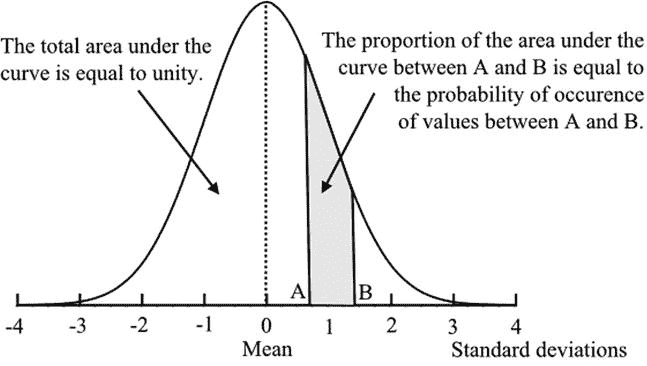 The total area under the
curve is equal to unity.
The proportion of the area under the
curve between A and B is equal to
the probability of occurence
of values between A and B.
A B
-4 -3 -2 -1 0 1 2 3 4
Mean Standard deviations